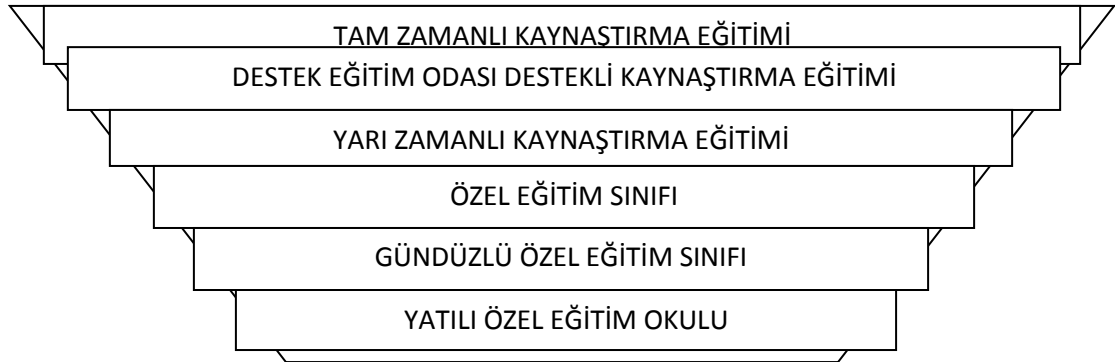 TAM ZAMANLI KAYNAŞTIRMA EĞİTİMİ
DESTEK EĞİTİM ODASI DESTEKLİ KAYNAŞTIRMA EĞİTİMİ
YARI ZAMANLI KAYNAŞTIRMA EĞİTİMİ
ÖZEL EĞİTİM SINIFI
GÜNDÜZLÜ ÖZEL EĞİTİM SINIFI
YATILI ÖZEL EĞİTİM OKULU